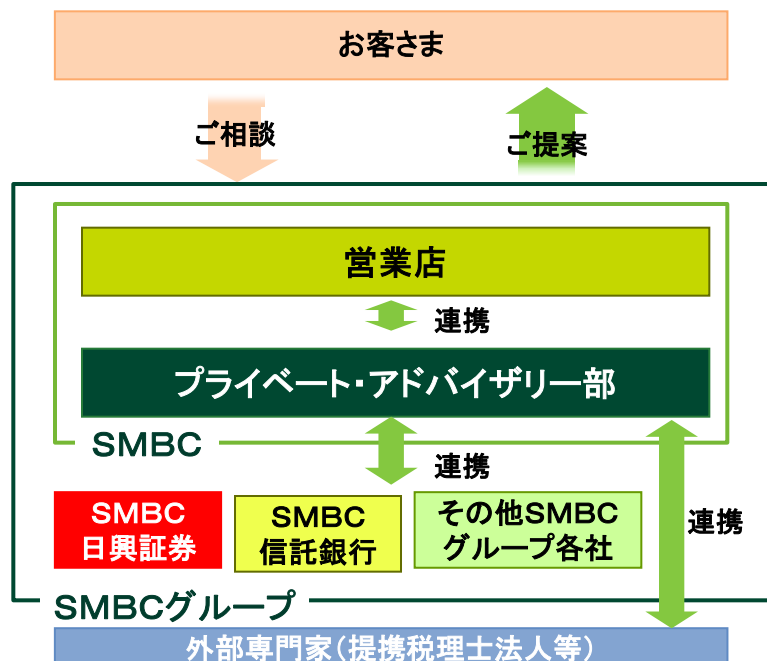 お客さま
ご相談
ご提案
営業店
連携
プライベート・アドバイザリー部
SMBC
連携
SMBC
日興証券
SMBC
信託銀行
その他SMBC
グループ各社
連携
SMBCグループ
外部専門家(提携税理士法人等)